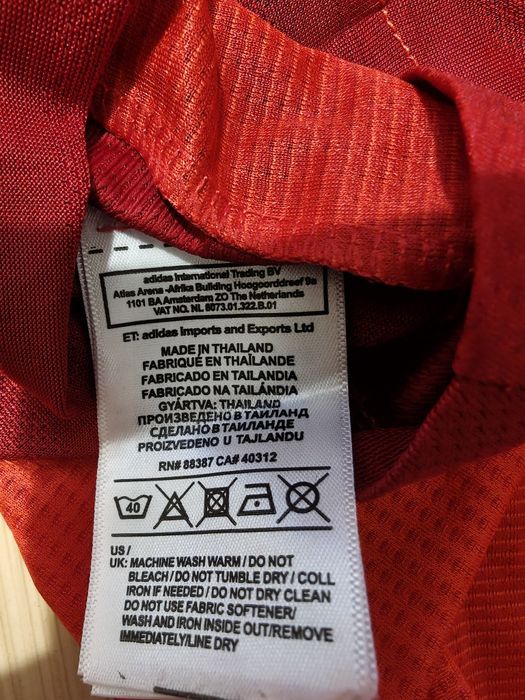 adidas International Trading BV
Atlas Arena -Afrika Building Hoogoorddreef 9a
1101 BA Amsterdam ZO The Netherlands
VAT NO. NL 8073.01.322.B.01
ET: adidas Imports and Exports Ltd
MADE IN THAILAND
FABRIQUÉ EN THAÏLANDE
FABRICADO EN TAILANDIA
FABRICADO NA TAILÂNDIA
GYÁRTVA: THAILAND
ПРОИЗВЕДЕНО В ТАИЛАНД
СДЕЛАНО В ТАИЛАНДЕ
PROIZVEDENO U TAJLANDU
RN# 88387 CA# 40312
40
US /
UK: MACHINE WASH WARM / DO NOT
BLEACH / DO NOT TUMBLE DRY / COLL
IRON IF NEEDED / DO NOT DRY CLEAN
DO NOT USE FABRIC SOFTENER/
WASH AND IRON INSIDE OUT/REMOVE
IMMEDIATELY/LINE DRY